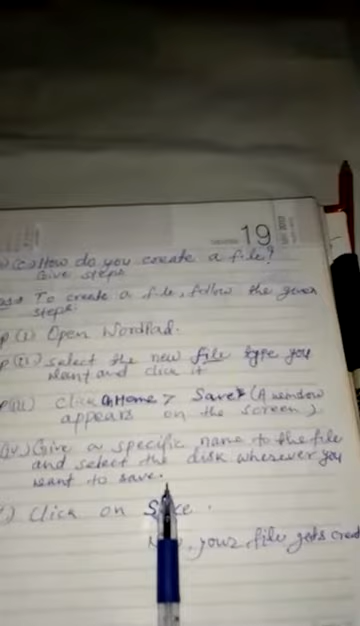 19
(c) How do you create a file?
Give steps
Ans To create a file, follow the given
steps.
(i) Open WordPad.
(ii) select the new file type you
want and click it
(iii) Click on Home > Save (A window
appears on the screen)
(iv) Give a specific name to the file
and select the disk wherever you
want to save.
) Click on Save .
your file gets creat